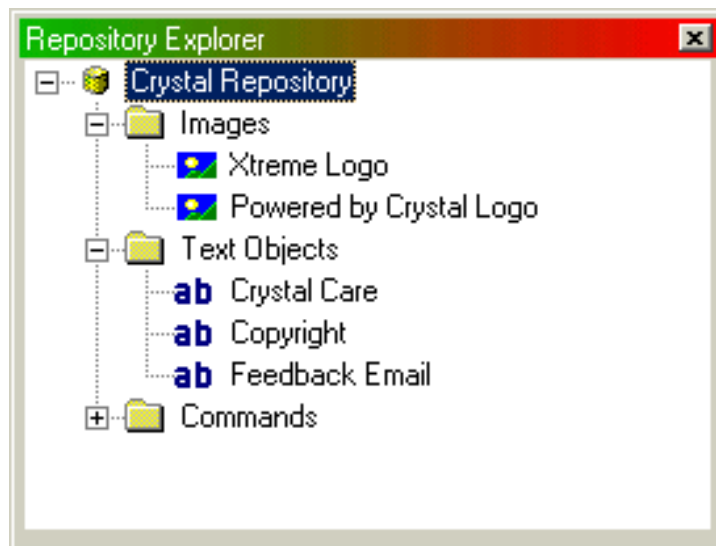 Repository Explorer
Crystal Repository
Images
Xtreme Logo
Powered by Crystal Logo
Text Objects
ab Crystal Care
ab Copyright
ab Feedback Email
Commands